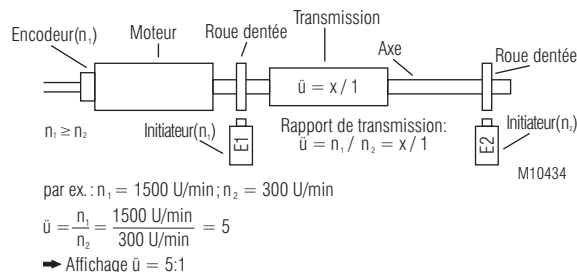 Transmission
Encodeur(n₁)
Moteur
Roue dentée
Axe
Roue dentée
ü = x / 1
n₁ ≥ n₂
Initiateur(n₁)
E1
Rapport de transmission:
ü = n₁ / n₂ = x / 1
E2
Initiateur(n₂)
M10434
par ex. : n₁ = 1500 U/min ; n₂ = 300 U/min
ü = n₁ / n₂ = 1500 U/min / 300 U/min = 5
➡ Affichage ü = 5:1